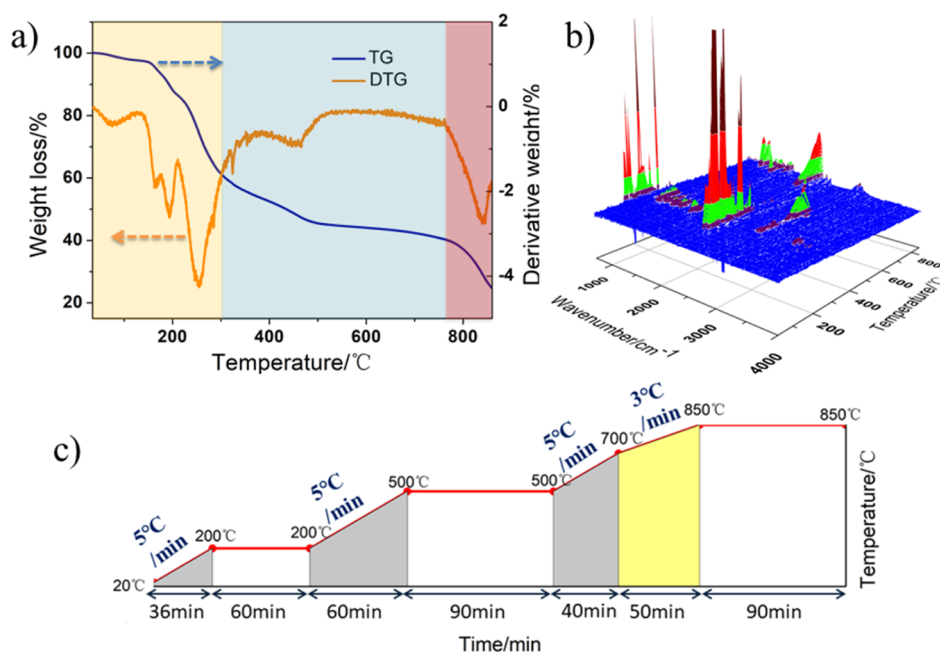 a)
Weight loss/%
100
80
60
40
20
TG
DTG
2
0
-2
-4
Derivative weight/%
200
400
600
800
Temperature/℃
b)
1000
2000
3000
4000
Wavenumber/cm⁻¹
200
400
600
800
Temperature/℃
c)
5°C
/min
5°C
/min
5°C
/min
3°C
/min
20℃
200℃
200℃
500℃
500℃
700℃
850℃
850℃
Temperature/℃
36min
60min
60min
90min
40min
50min
90min
Time/min